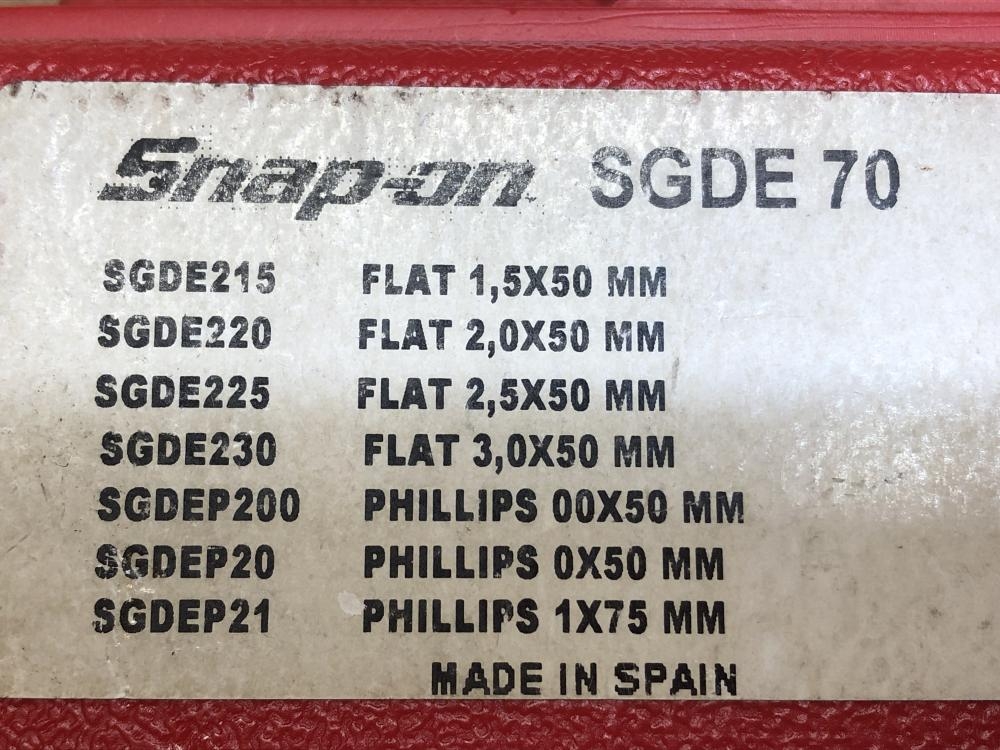 Snap-on SGDE 70
SGDE215 FLAT 1,5X50 MM
SGDE220 FLAT 2,0X50 MM
SGDE225 FLAT 2,5X50 MM
SGDE230 FLAT 3,0X50 MM
SGDEP200 PHILLIPS 00X50 MM
SGDEP20 PHILLIPS 0X50 MM
SGDEP21 PHILLIPS 1X75 MM
MADE IN SPAIN